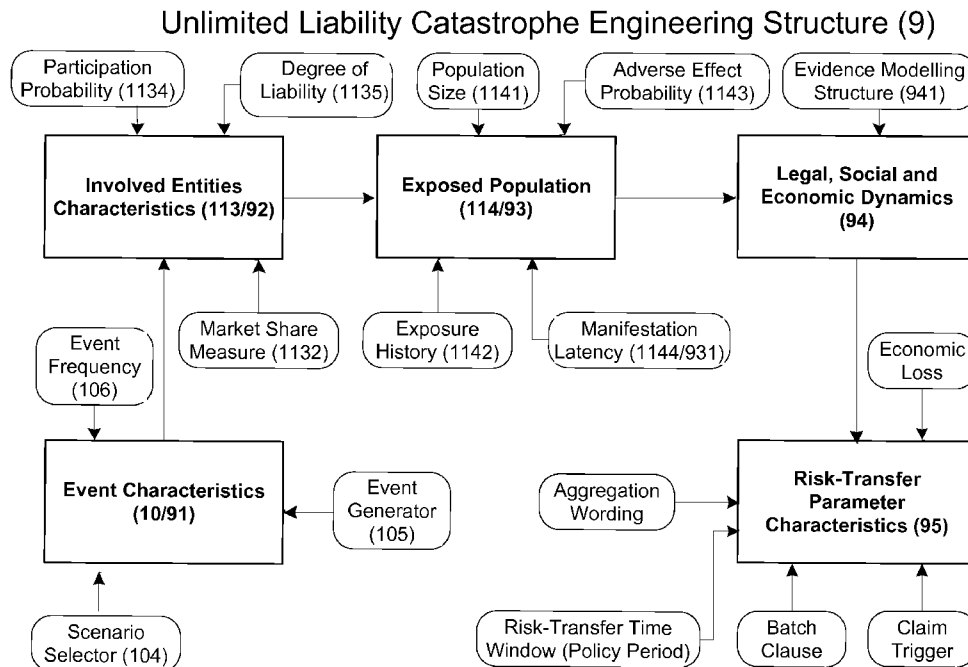 Unlimited Liability Catastrophe Engineering Structure (9)
Participation
Probability (1134)
Degree of
Liability (1135)
Population
Size (1141)
Adverse Effect
Probability (1143)
Evidence Modelling
Structure (941)
Involved Entities
Characteristics (113/92)
Exposed Population
(114/93)
Legal, Social and
Economic Dynamics
(94)
Event
Frequency
(106)
Market Share
Measure (1132)
Exposure
History (1142)
Manifestation
Latency (1144/931)
Economic
Loss
Event Characteristics
(10/91)
Event
Generator
(105)
Aggregation
Wording
Risk-Transfer
Parameter
Characteristics (95)
Scenario
Selector (104)
Risk-Transfer Time
Window (Policy Period)
Batch
Clause
Claim
Trigger